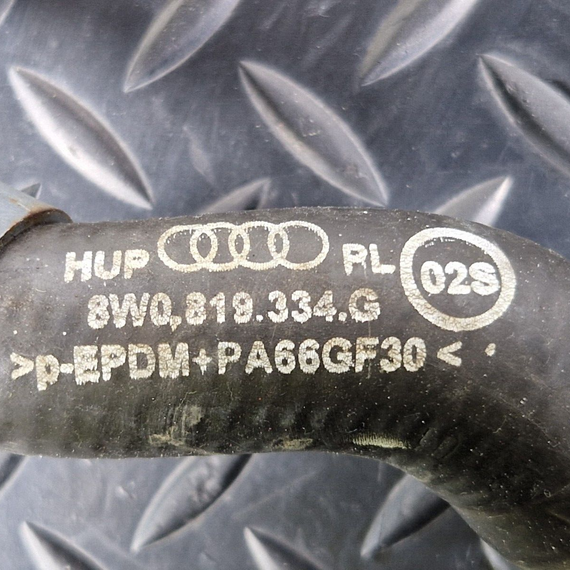 HUP RL 02S
8W0,819.334.G
>p-EPDM+PA66GF30<